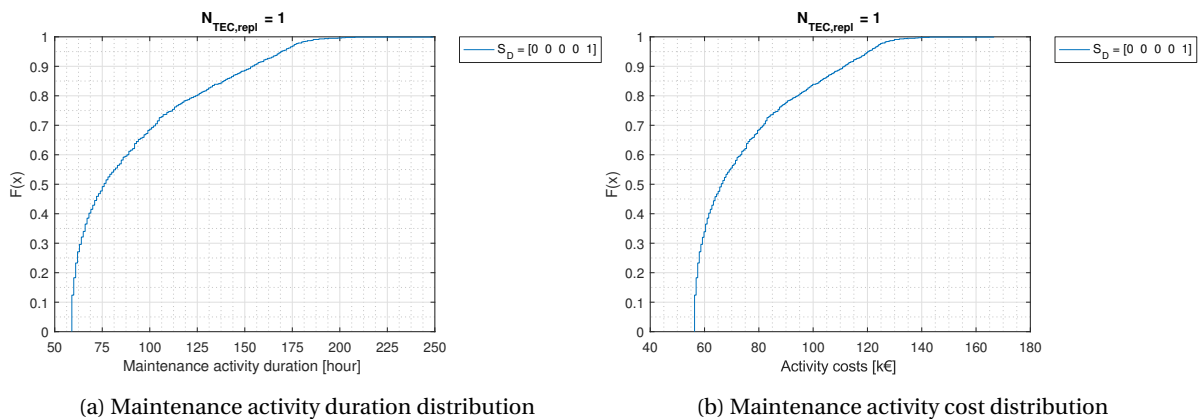 N_TEC,repl = 1
S_D = [0 0 0 0 1]
F(x)
1
0.9
0.8
0.7
0.6
0.5
0.4
0.3
0.2
0.1
0
50 75 100 125 150 175 200 225 250
Maintenance activity duration [hour]
(a) Maintenance activity duration distribution
N_TEC,repl = 1
S_D = [0 0 0 0 1]
F(x)
1
0.9
0.8
0.7
0.6
0.5
0.4
0.3
0.2
0.1
0
40 60 80 100 120 140 160 180
Activity costs [k€]
(b) Maintenance activity cost distribution